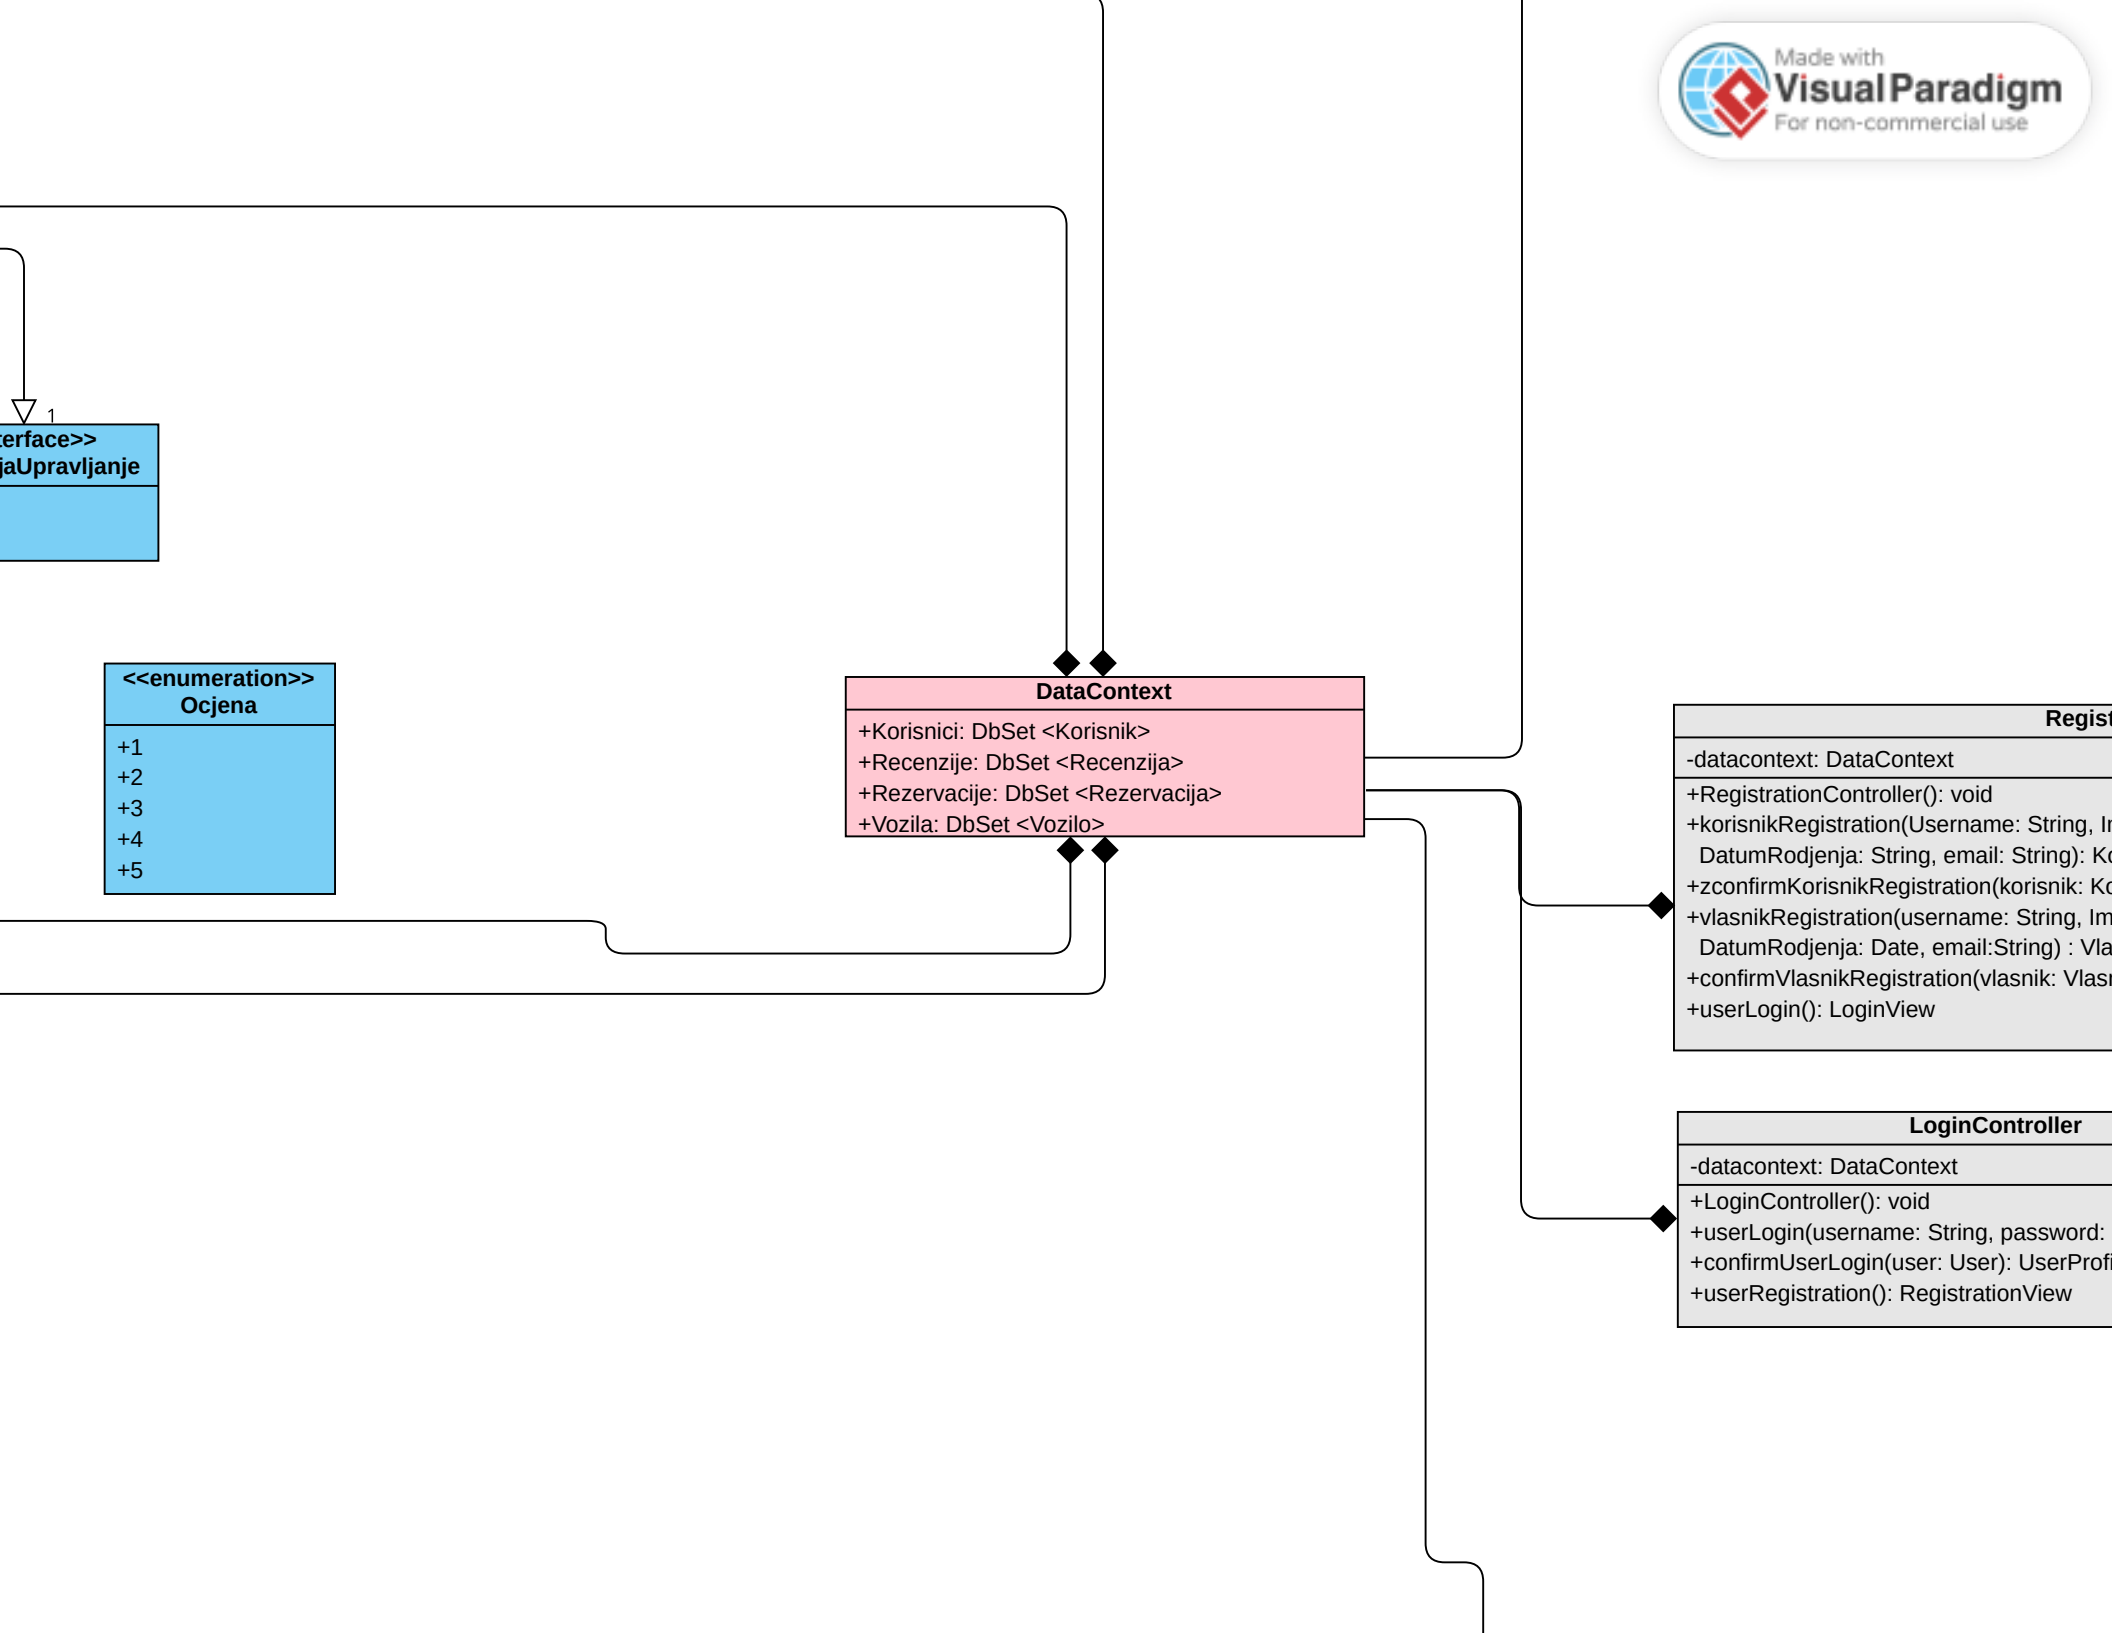 Made with
Visual Paradigm
For non-commercial use
1
erface>>
jaUpravljanje
<<enumeration>>
Ocjena
+1
+2
+3
+4
+5
DataContext
+Korisnici: DbSet <Korisnik>
+Recenzije: DbSet <Recenzija>
+Rezervacije: DbSet <Rezervacija>
+Vozila: DbSet <Vozilo>
Regist
-datacontext: DataContext
+RegistrationController(): void
+korisnikRegistration(Username: String, I
DatumRodjenja: String, email: String): Ko
+zconfirmKorisnikRegistration(korisnik: Ko
+vlasnikRegistration(username: String, Im
DatumRodjenja: Date, email:String) : Vla
+confirmVlasnikRegistration(vlasnik: Vlas
+userLogin(): LoginView
LoginController
-datacontext: DataContext
+LoginController(): void
+userLogin(username: String, password:
+confirmUserLogin(user: User): UserProfi
+userRegistration(): RegistrationView